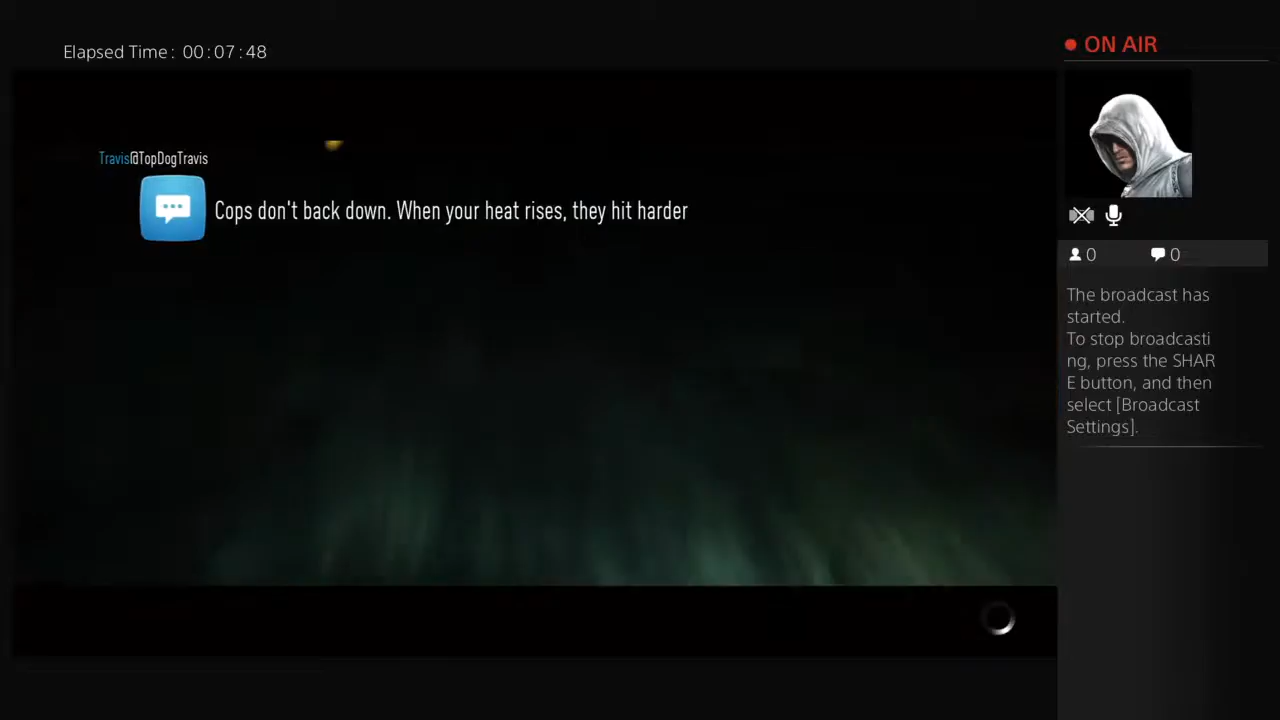 Elapsed Time: 00:07:48
ON AIR
Travis@TopDogTravis
Cops don't back down. When your heat rises, they hit harder
0 0
The broadcast has
started.
To stop broadcasti
ng, press the SHAR
E button, and then
select [Broadcast
Settings].